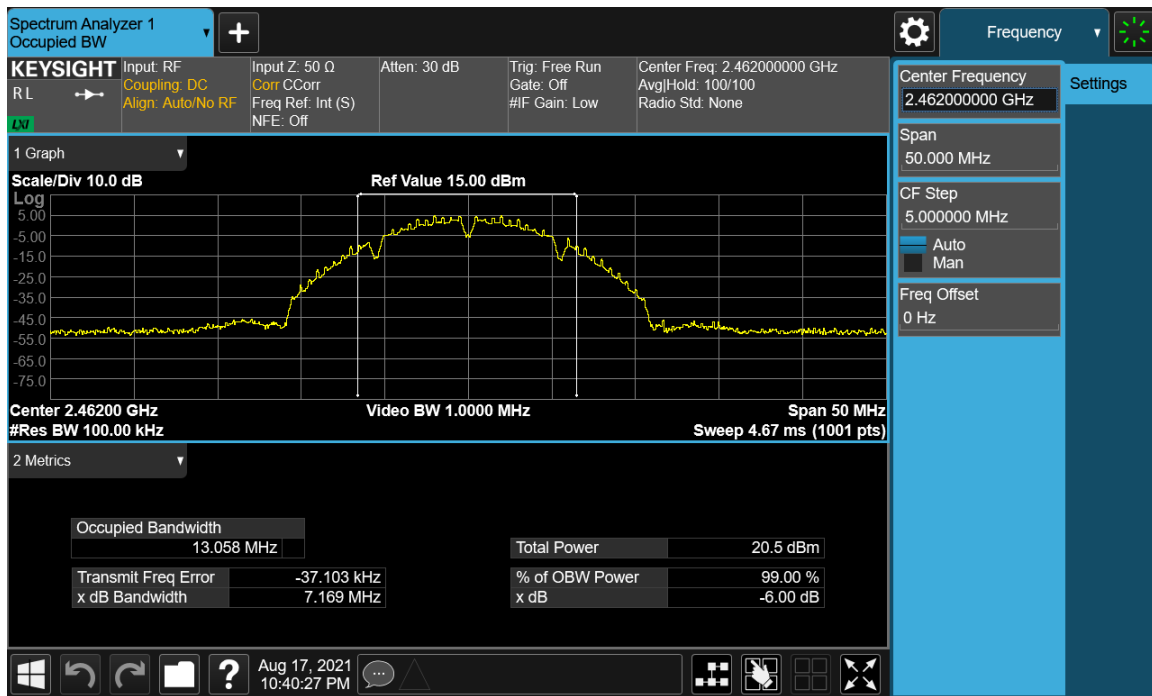 Spectrum Analyzer 1
Occupied BW
+
Frequency
KEYSIGHT
RL
LXI
Input: RF
Coupling: DC
Align: Auto/No RF
Input Z: 50 Ω
Corr CCorr
Freq Ref: Int (S)
NFE: Off
Atten: 30 dB
Trig: Free Run
Gate: Off
#IF Gain: Low
Center Freq: 2.462000000 GHz
Avg|Hold: 100/100
Radio Std: None
Center Frequency
2.462000000 GHz
Settings
Span
50.000 MHz
CF Step
5.000000 MHz
Auto
Man
Freq Offset
0 Hz
1 Graph
Scale/Div 10.0 dB
Ref Value 15.00 dBm
Log
5.00
-5.00
-15.0
-25.0
-35.0
-45.0
-55.0
-65.0
-75.0
Center 2.46200 GHz
Video BW 1.0000 MHz
Span 50 MHz
#Res BW 100.00 kHz
Sweep 4.67 ms (1001 pts)
2 Metrics
Occupied Bandwidth
13.058 MHz
Total Power 20.5 dBm
Transmit Freq Error -37.103 kHz
% of OBW Power 99.00 %
x dB Bandwidth 7.169 MHz
x dB -6.00 dB
?
Aug 17, 2021
10:40:27 PM